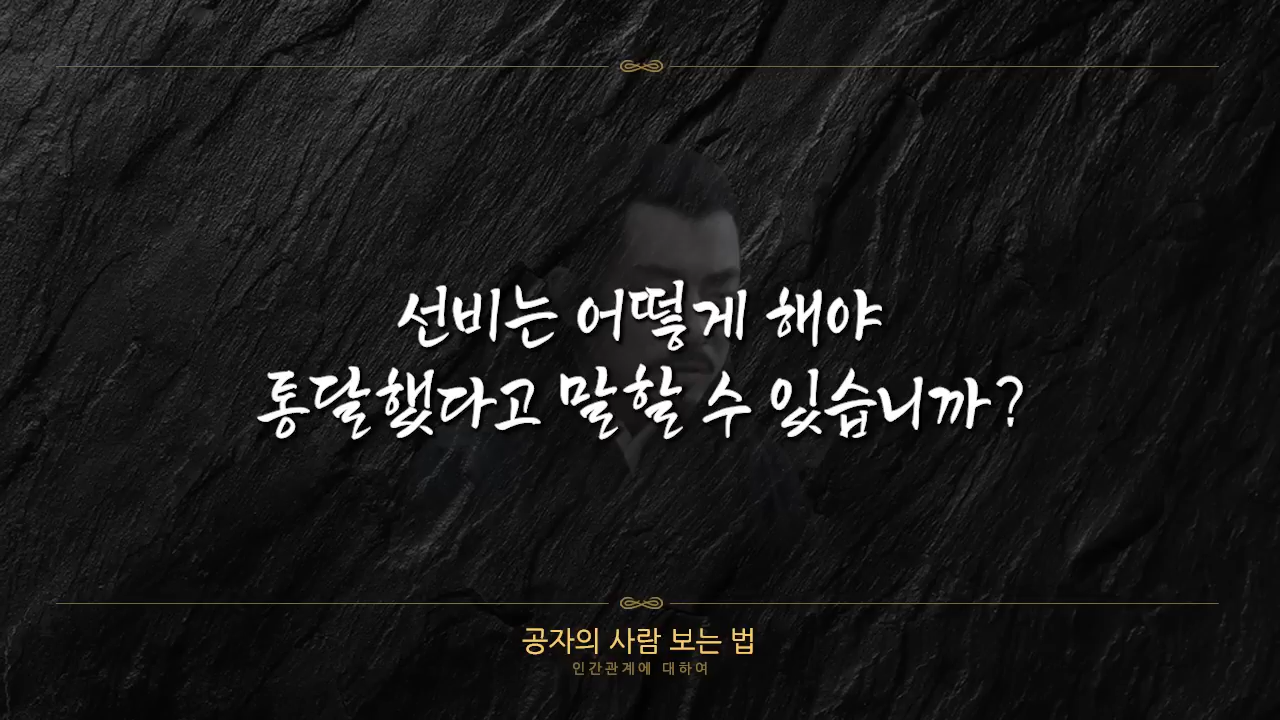 선비는 어떻게 해야
통달했다고 말할 수 있습니까?
공자의 사람 보는 법
인간관계에 대하여